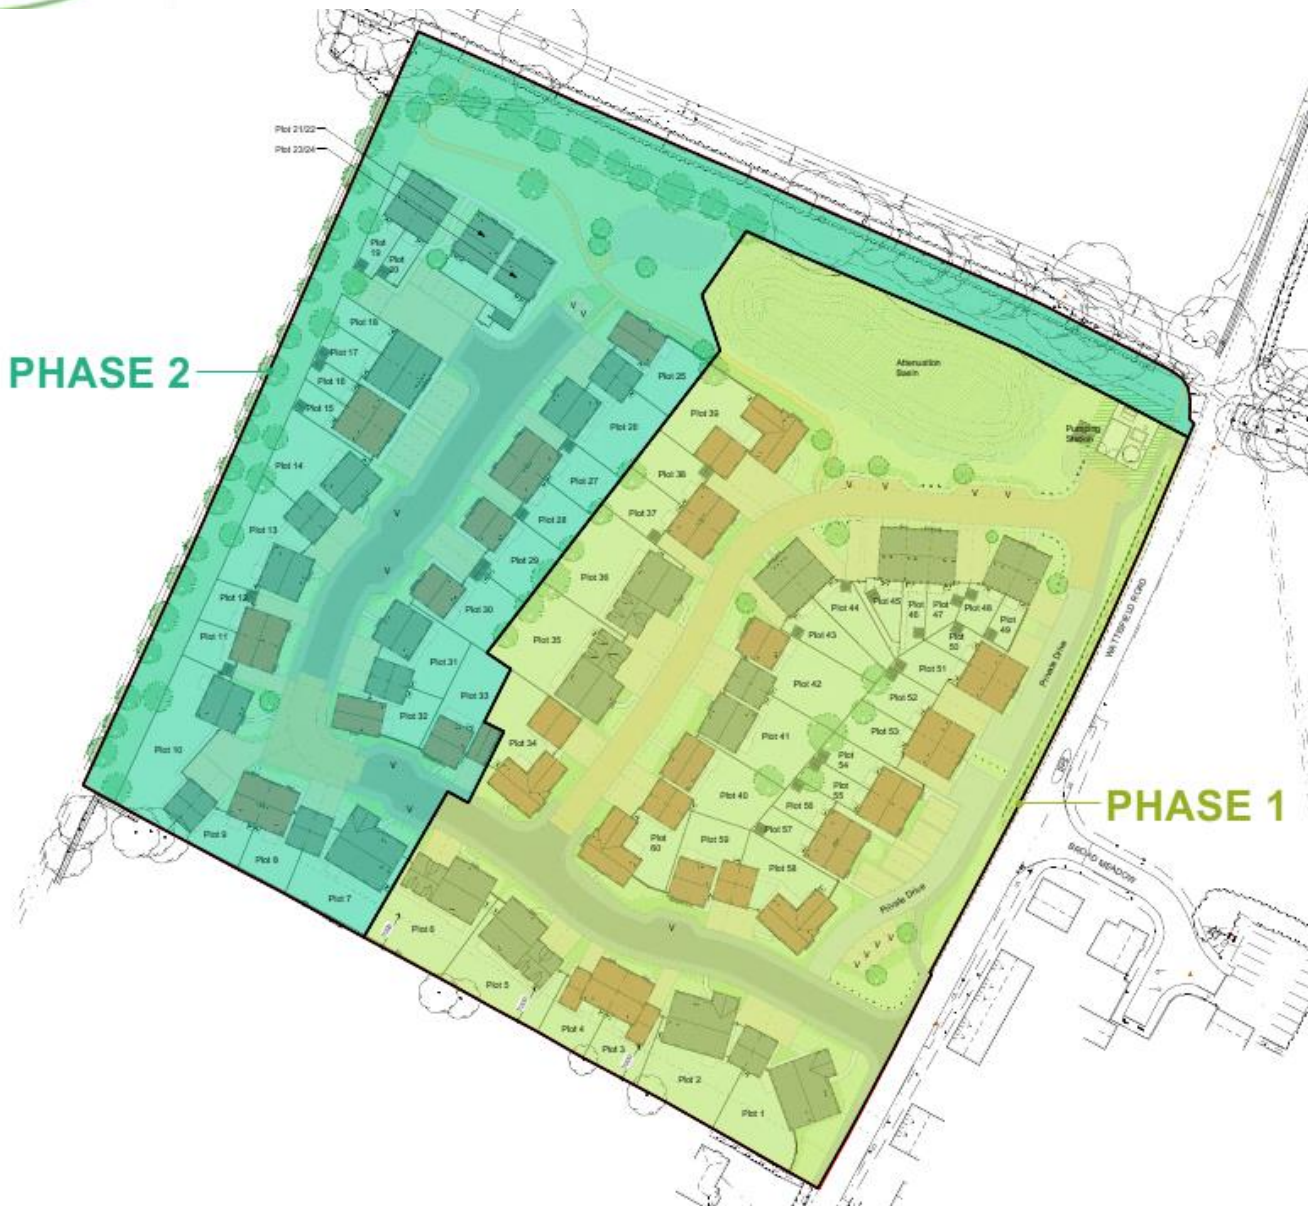 Plot 21/22
Plot 23/24
PHASE 2
Plot
19
Plot
20
Plot 18
Plot 17
Plot 16
Plot 15
Plot 14
Plot 13
Plot 12
Plot 11
Plot 10
Plot 9
Plot 8
Plot 7
Plot 25
Plot 26
Plot 27
Plot 28
Plot 29
Plot 30
Plot 31
Plot 33
Plot 32
Attenuation
Basin
Pumping
Station
Plot 39
Plot 38
Plot 37
Plot 36
Plot 35
Plot 34
Plot 44
Plot 45
Plot
46
Plot
47
Plot 48
Plot
49
Plot
50
Plot 43
Plot 51
Plot 42
Plot 52
Plot 41
Plot 53
Plot
54
Plot
55
Plot 40
Plot 56
Plot 57
Plot 59
Plot
60
Plot 58
Private Drive
WATTISFIELD ROAD
PHASE 1
BROAD MEADOW
Private Drive
Plot 6
Plot 5
Plot 4
Plot 3
Plot 2
Plot 1